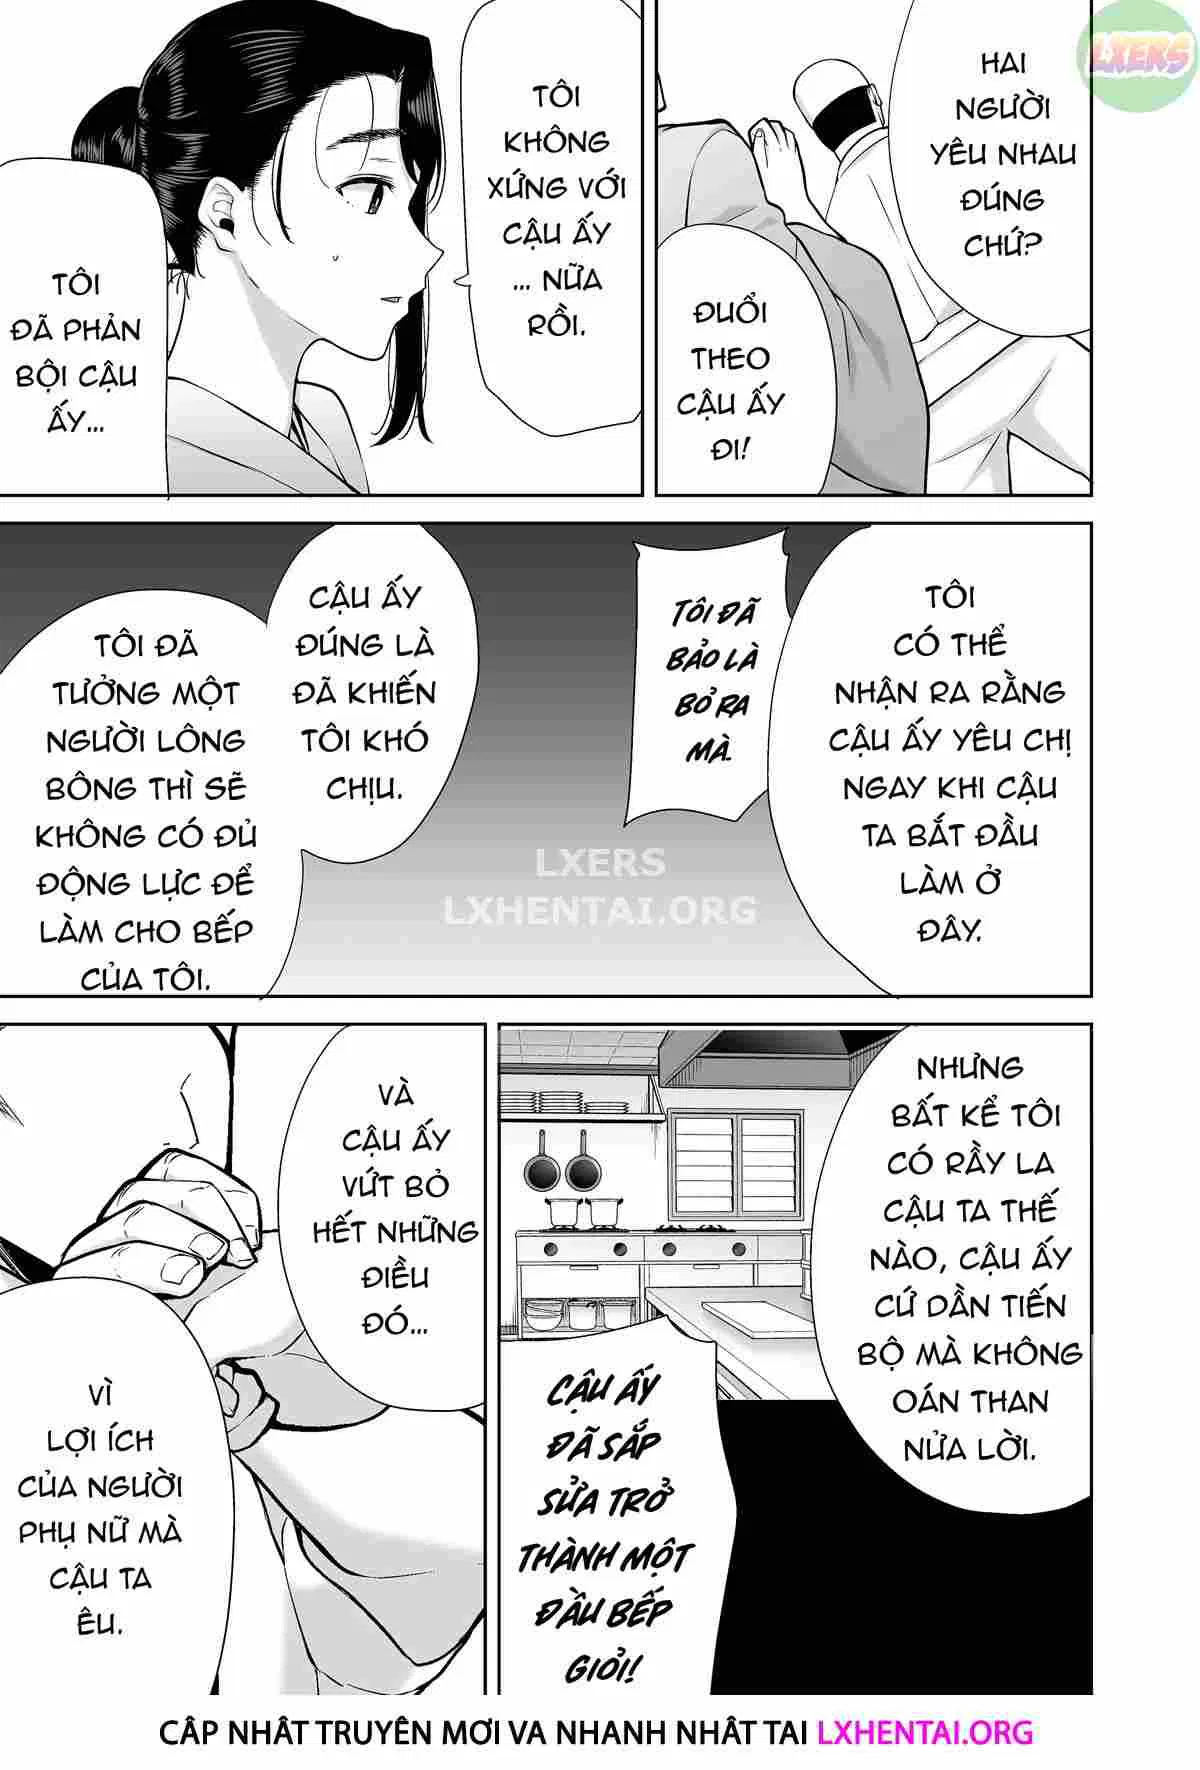 LXERS
HAI
NGƯỜI
YÊU NHAU
ĐÚNG
CHỨ?
ĐUỔI
THEO
CẬU ẤY
ĐI!
TÔI
KHÔNG
XỨNG VỚI
CẬU ẤY
... NỮA
RỒI.
TÔI
ĐÃ PHẢN
BỘI CẬU
ẤY...
TÔI
CÓ THỂ
NHẬN RA RẰNG
CẬU ẤY YÊU CHỊ
NGAY KHI CẬU
TA BẮT ĐẦU
LÀM Ở
ĐÂY.
TÔI ĐÃ
BẢO LÀ
BỎ RA
MÀ.
CẬU ẤY
ĐÚNG LÀ
ĐÃ KHIẾN
TÔI KHÓ
CHỊU.
TÔI ĐÃ
TƯỞNG MỘT
NGƯỜI LÔNG
BÔNG THÌ SẼ
KHÔNG CÓ ĐỦ
ĐỘNG LỰC ĐỂ
LÀM CHO BẾP
CỦA TÔI.
LXERS
LXHENTAI.ORG
NHƯNG
BẤT KỂ TÔI
CÓ RẦY LA
CẬU TA THẾ
NÀO, CẬU ẤY
CỨ DẦN TIẾN
BỘ MÀ KHÔNG
OÁN THAN
NỬA LỜI.
CẬU ẤY
ĐÃ SẮP
SỬA TRỞ
THÀNH MỘT
ĐẦU BẾP
GIỎI!
VÀ
CẬU ẤY
VỨT BỎ
HẾT NHỮNG
ĐIỀU
ĐÓ...
VÌ
LỢI ÍCH
CỦA NGƯỜI
PHỤ NỮ MÀ
CẬU TA
ÊU.
CẬP NHẬT TRUYỆN MỚI VÀ NHANH NHẤT TẠI LXHENTAI.ORG